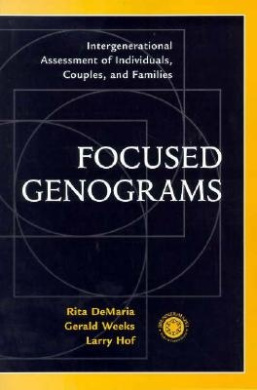 Intergenerational
Assessment of Individuals,
Couples, and Families
FOCUSED
GENOGRAMS
Rita DeMaria
Gerald Weeks
Larry Hof